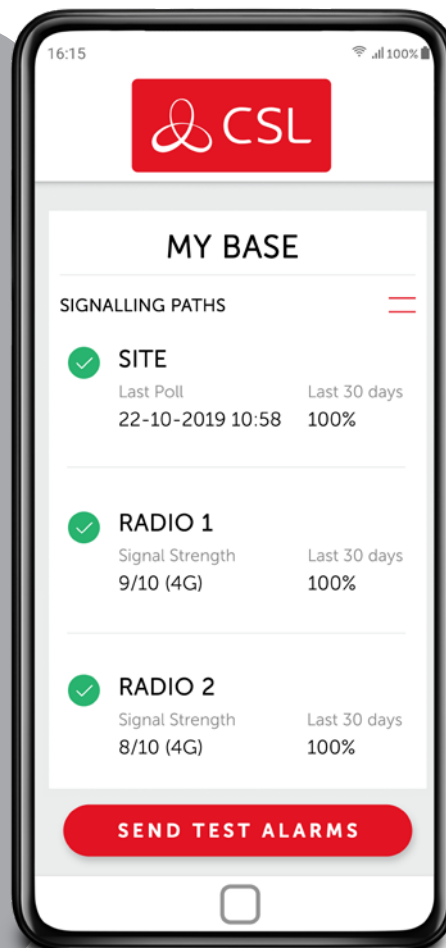 16:15 100%
CSL
MY BASE
SIGNALLING PATHS
SITE
Last Poll Last 30 days
22-10-2019 10:58 100%
RADIO 1
Signal Strength Last 30 days
9/10 (4G) 100%
RADIO 2
Signal Strength Last 30 days
8/10 (4G) 100%
SEND TEST ALARMS